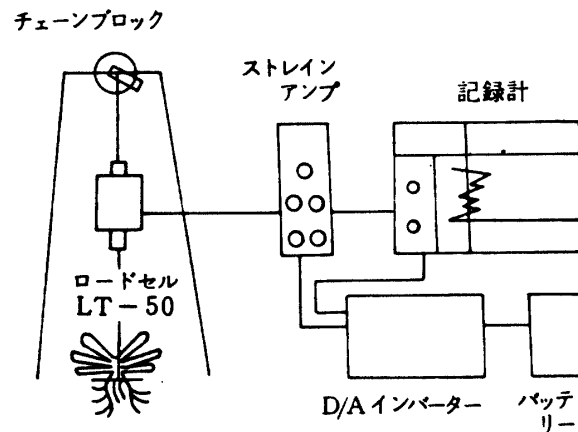 チェーンブロック
ストレイン
アンプ
記録計
ロードセル
LT-50
D/Aインバーター
バッテ
リー